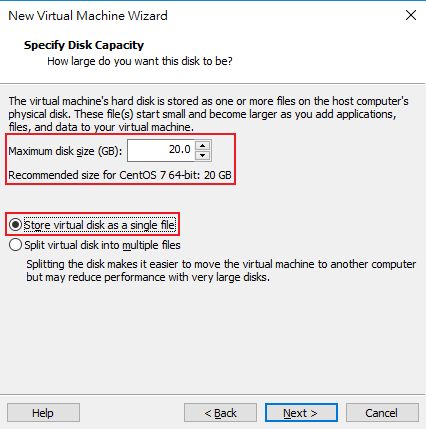 New Virtual Machine Wizard
Specify Disk Capacity
How large do you want this disk to be?
The virtual machine's hard disk is stored as one or more files on the host computer's
physical disk. These file(s) start small and become larger as you add applications,
files, and data to your virtual machine.
Maximum disk size (GB): 20.0
Recommended size for CentOS 7 64-bit: 20 GB
Store virtual disk as a single file
Split virtual disk into multiple files
Splitting the disk makes it easier to move the virtual machine to another computer
but may reduce performance with very large disks.
Help < Back Next > Cancel